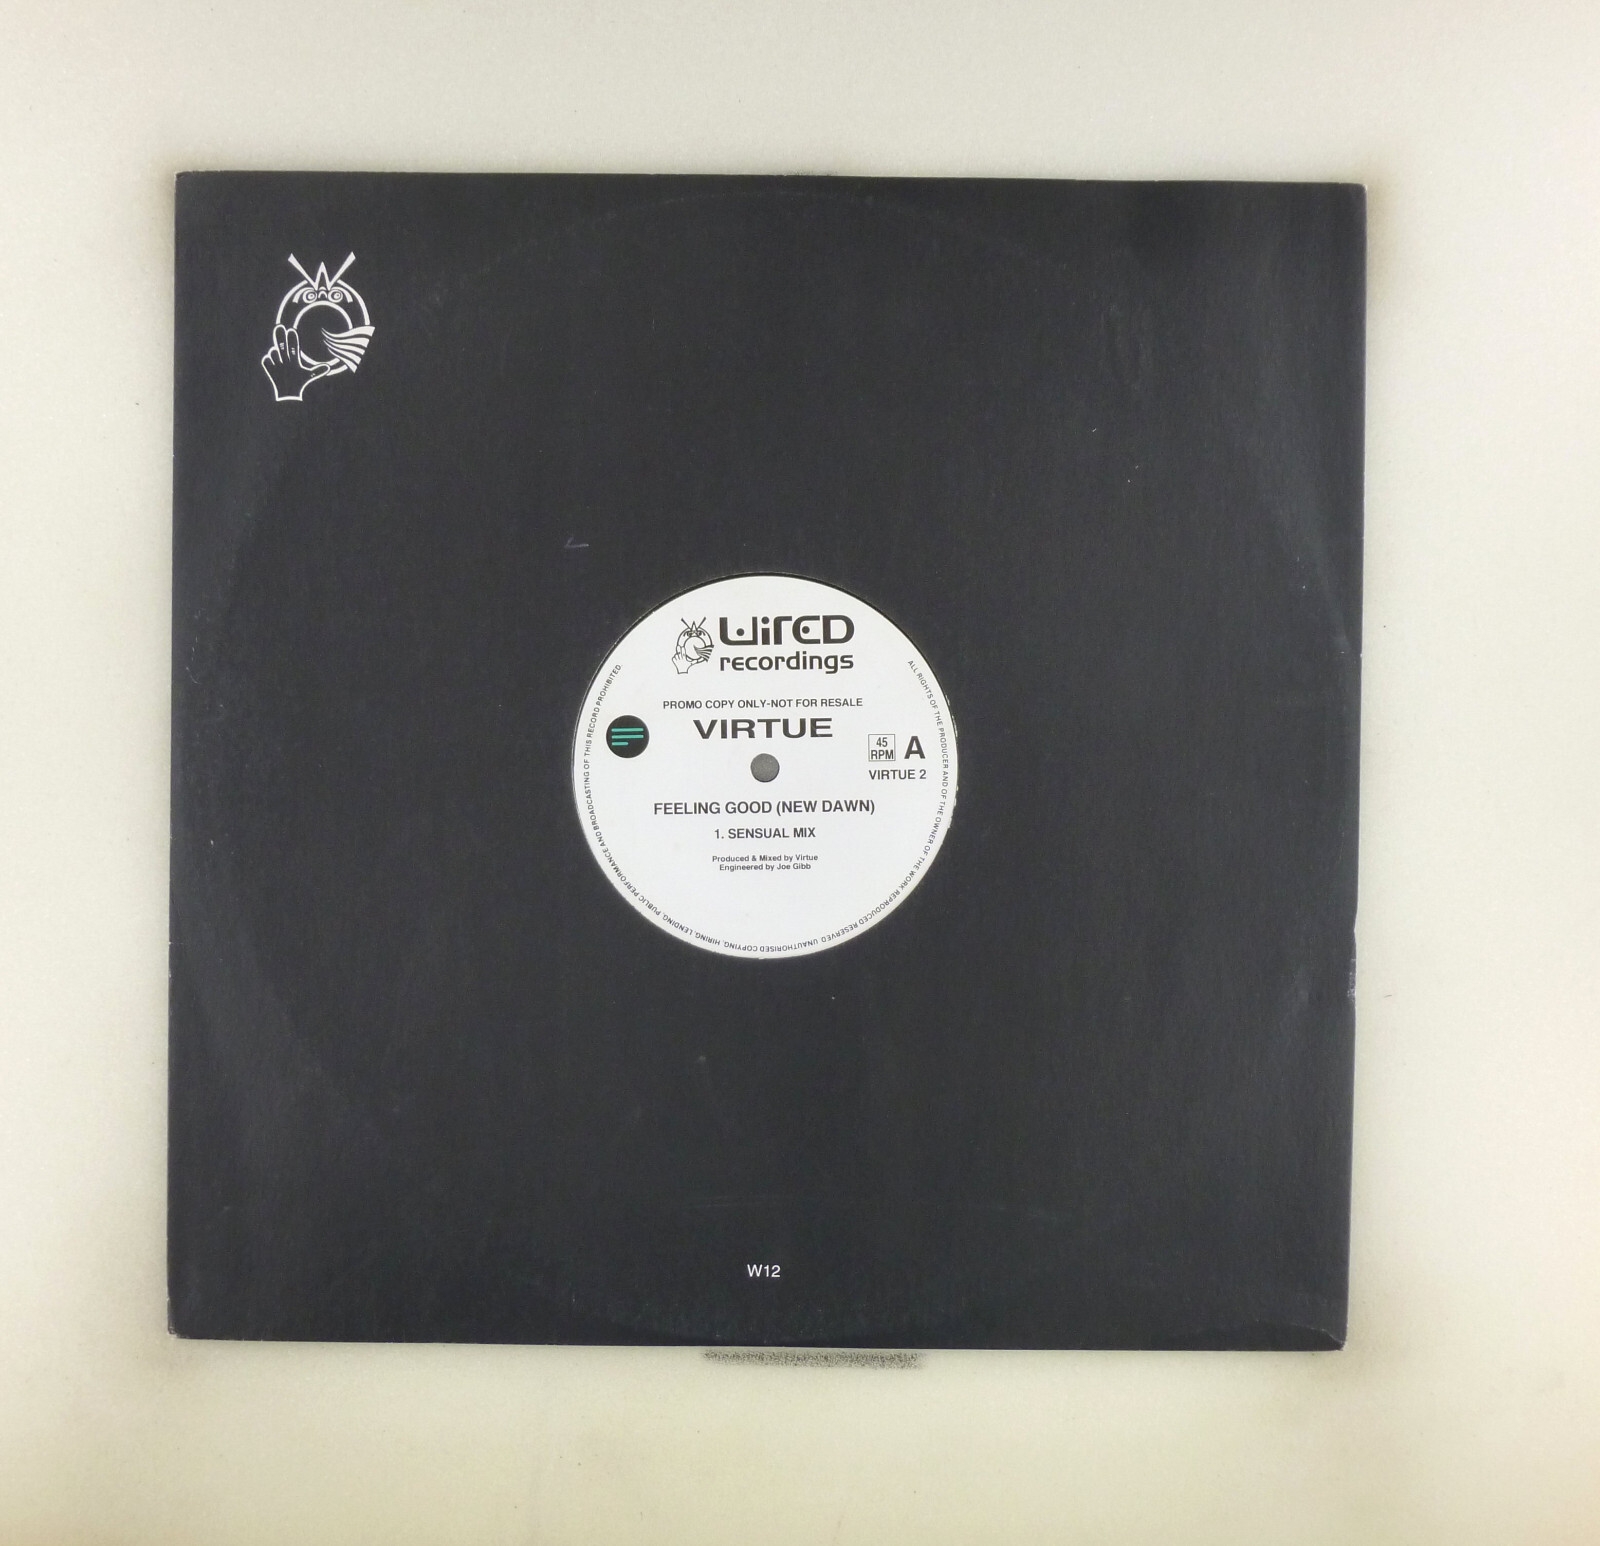 WiRED
recordings
PROMO COPY ONLY-NOT FOR RESALE
VIRTUE
45
RPM
A
VIRTUE 2
FEELING GOOD (NEW DAWN)
1. SENSUAL MIX
Produced & Mixed by Virtue
Engineered by Joe Gibb
ALL RIGHTS OF THE PRODUCER AND OF THE OWNER OF THE WORK REPRODUCED RESERVED. UNAUTHORISED COPYING, HIRING, LENDING, PUBLIC PERFORMANCE AND BROADCASTING OF THIS RECORD PROHIBITED.
W12